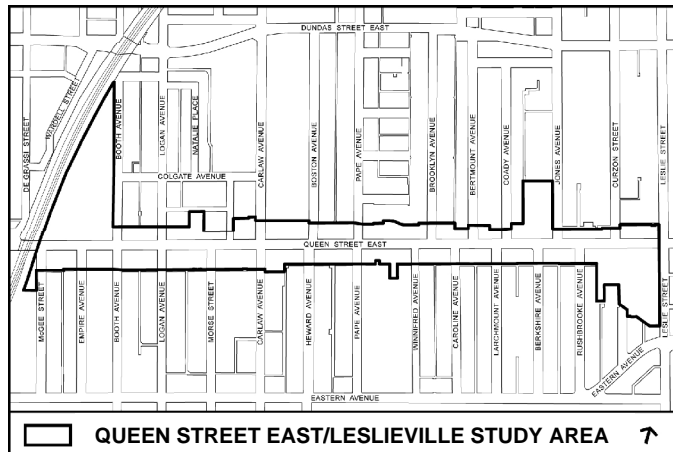 DUNDAS STREET EAST
DE GRASSI STREET
WARDELL STREET
BOOTH AVENUE
LOGAN AVENUE
NATALIE PLACE
COLGATE AVENUE
CARLAW AVENUE
BOSTON AVENUE
PAPE AVENUE
BROOKLYN AVENUE
BERTMOUNT AVENUE
COADY AVENUE
JONES AVENUE
CURZON STREET
LESLIE STREET
QUEEN STREET EAST
McGEE STREET
EMPIRE AVENUE
BOOTH AVENUE
LOGAN AVENUE
MORSE STREET
CARLAW AVENUE
HEWARD AVENUE
PAPE AVENUE
WINNIFRED AVENUE
CAROLINE AVENUE
LARCHMOUNT AVENUE
BERKSHIRE AVENUE
RUSHBROOKE AVENUE
EASTERN AVENUE
LESLIE STREET
EASTERN AVENUE
QUEEN STREET EAST/LESLIEVILLE STUDY AREA